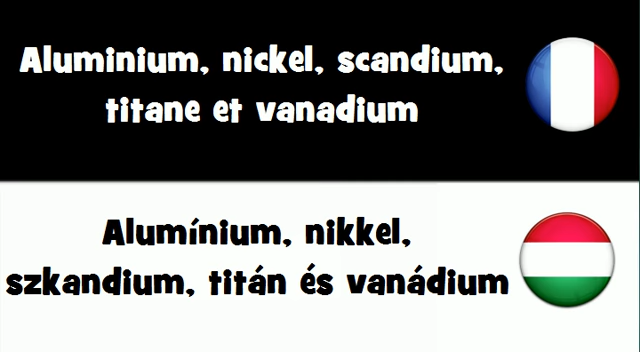 Aluminium, nickel, scandium,
titane et vanadium
Alumínium, nikkel,
szkandium, titán és vanádium